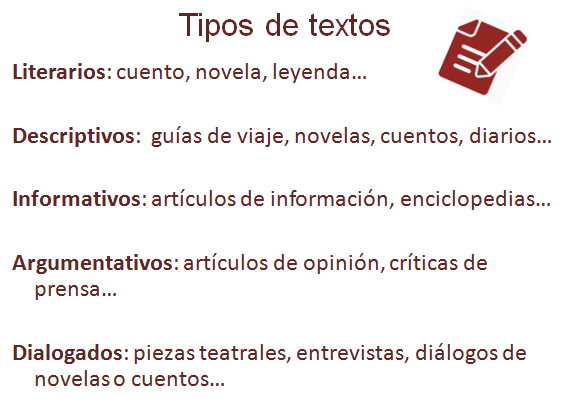 Tipos de textos
Literarios: cuento, novela, leyenda...
Descriptivos:  guías de viaje, novelas, cuentos, diarios...
Informativos: artículos de información, enciclopedias...
Argumentativos: artículos de opinión, críticas de
prensa...
Dialogados: piezas teatrales, entrevistas, diálogos de
novelas o cuentos...